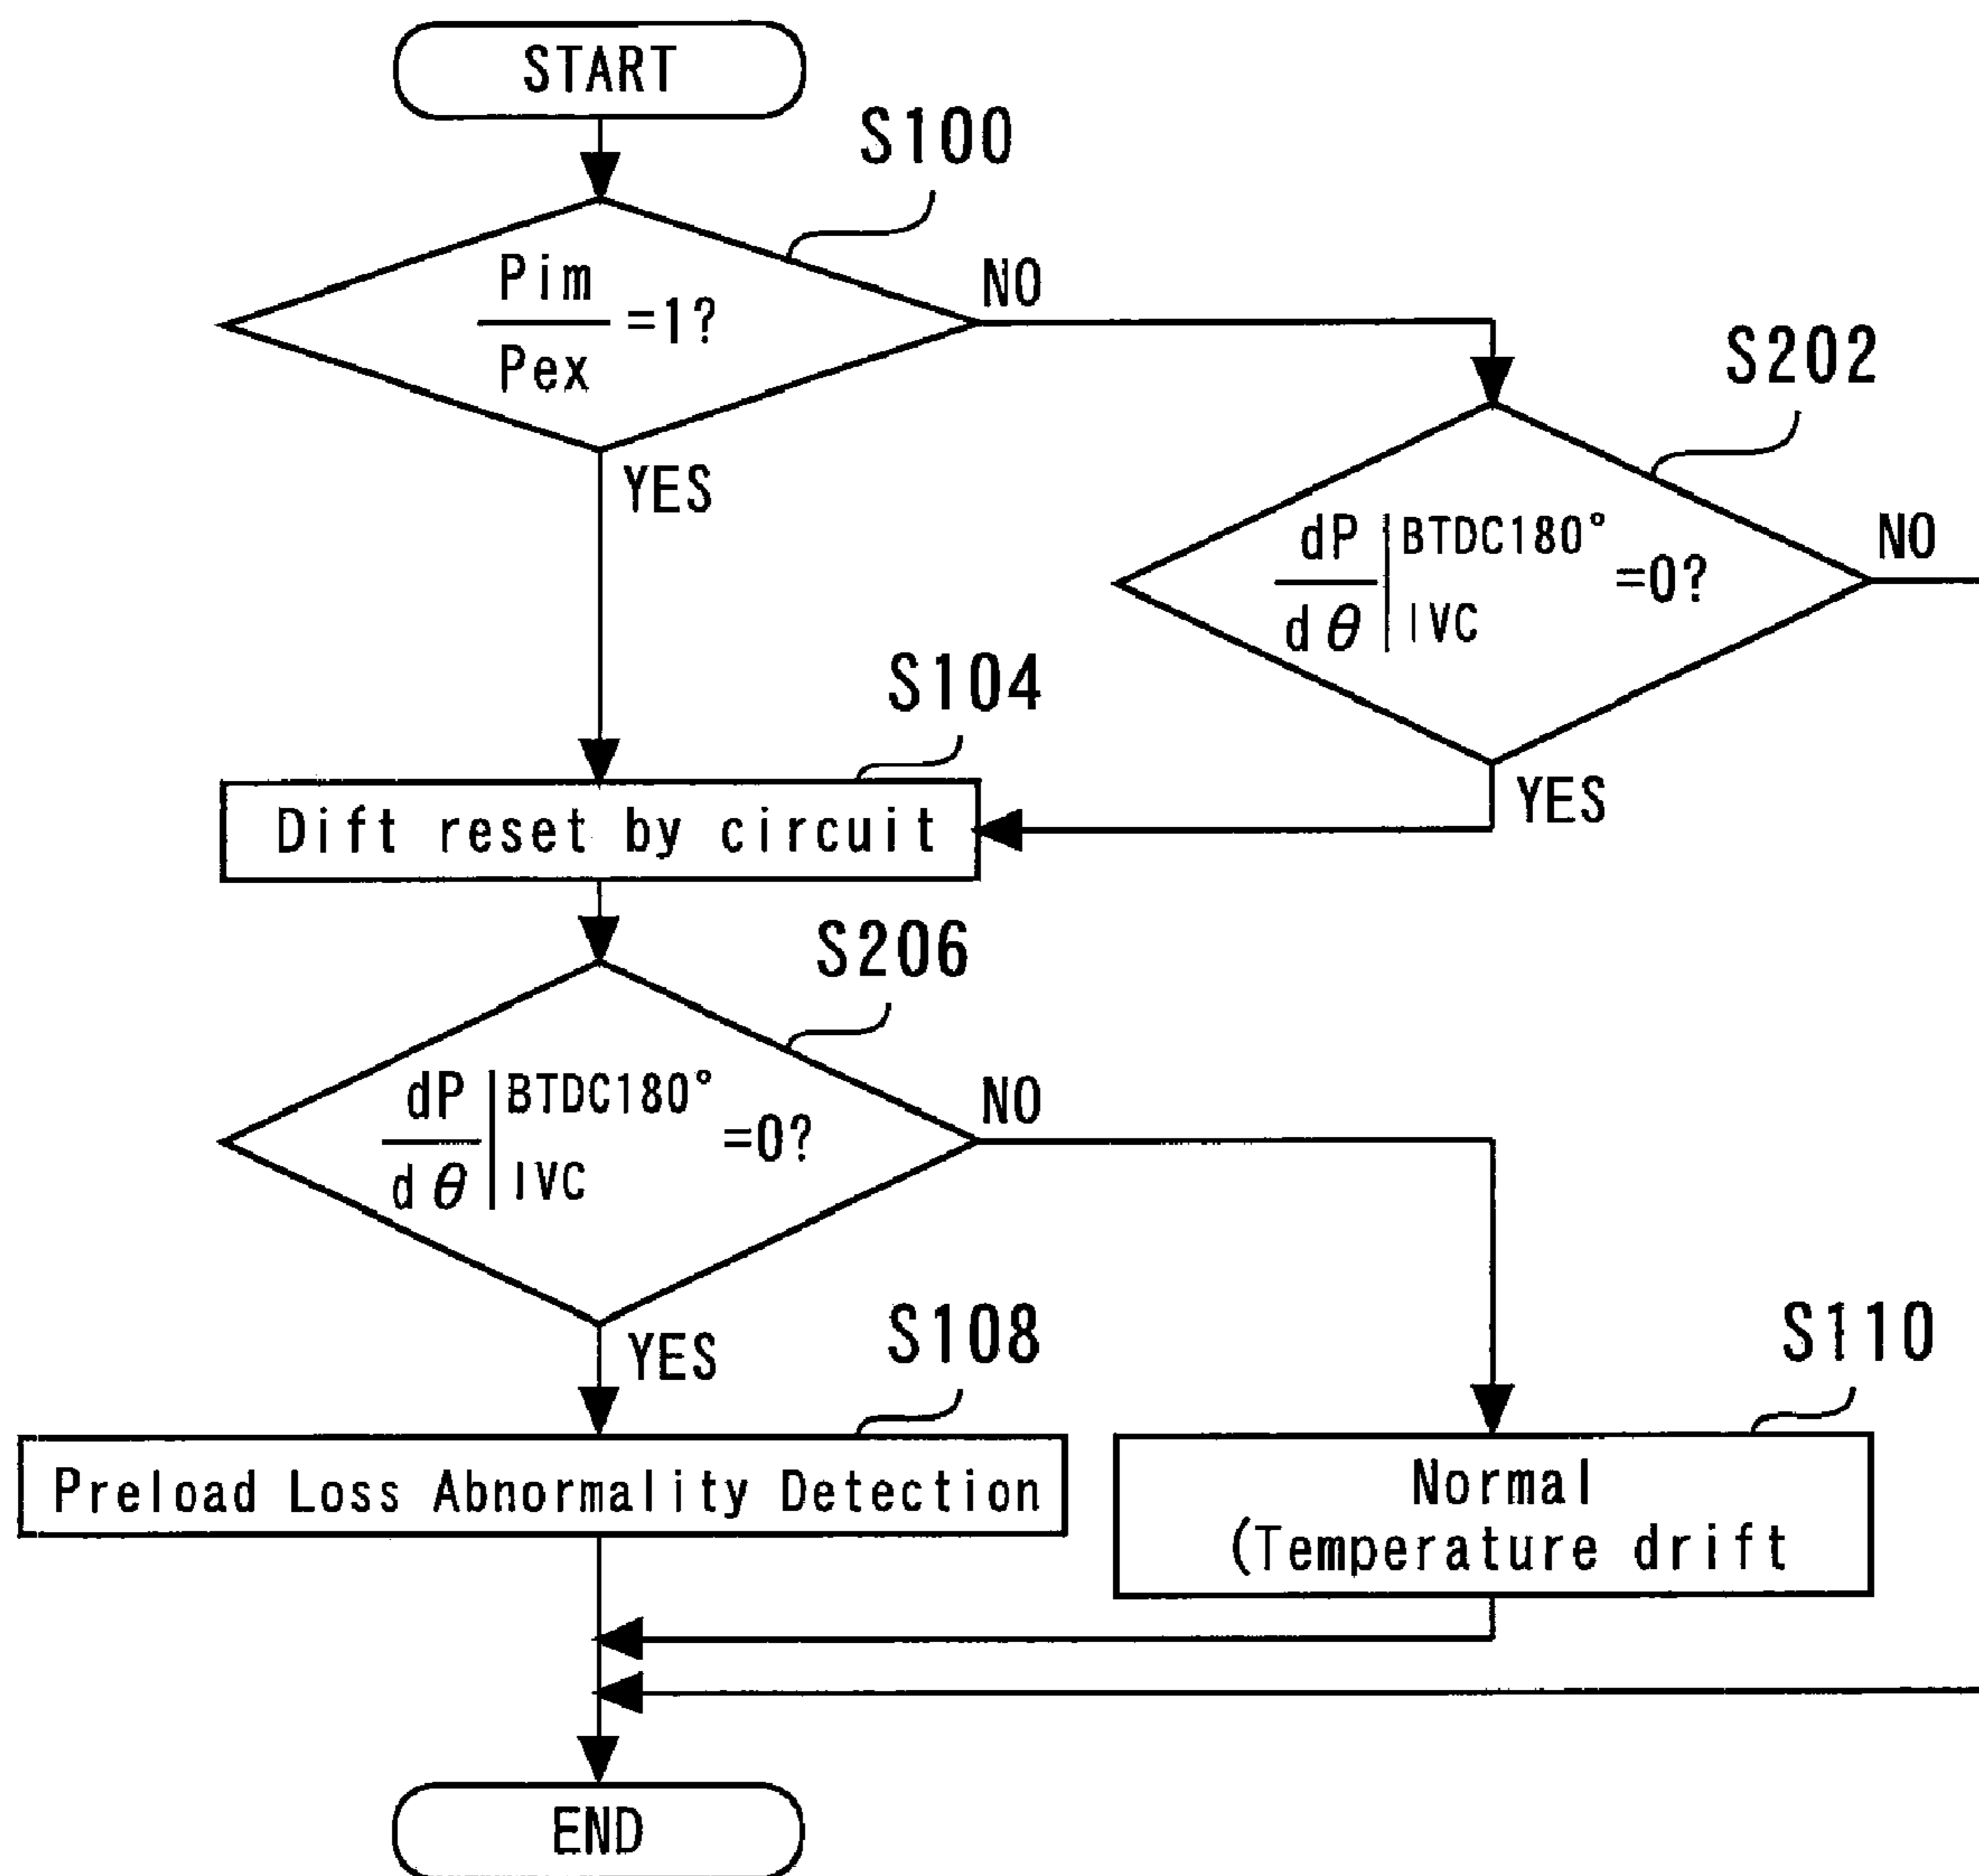 START
S100
Pim
=1?
Pex
NO
YES
S202
dP
BTDC180°
=0?
dθ
IVC
NO
YES
S104
Dift reset by circuit
S206
dP
BTDC180°
=0?
dθ
IVC
NO
YES
S108
Preload Loss Abnormality Detection
S110
Normal
(Temperature drift
END